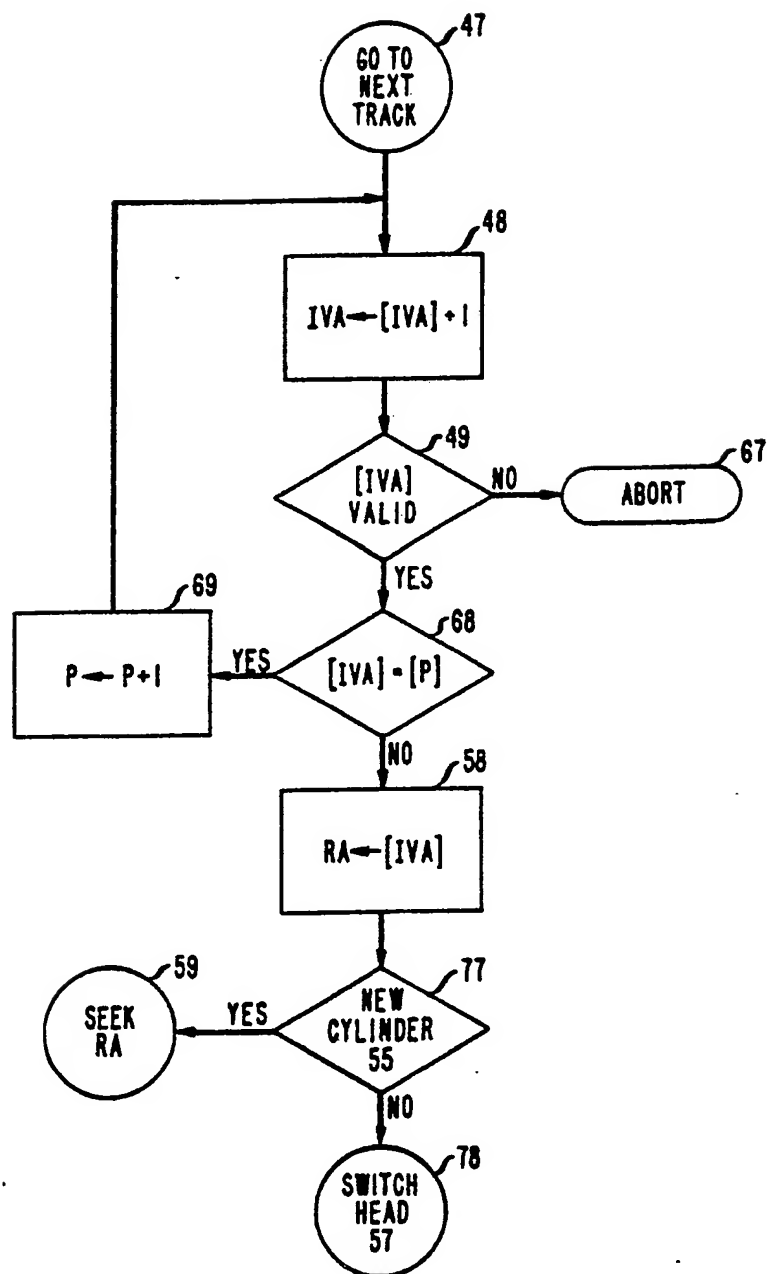 47
GO TO
NEXT
TRACK
48
IVA←[IVA]+1
49
[IVA]
VALID
NO
67
ABORT
YES
69
P←P+1
YES
68
[IVA]=[P]
NO
58
RA←[IVA]
59
SEEK
RA
YES
77
NEW
CYLINDER
55
NO
78
SWITCH
HEAD
57